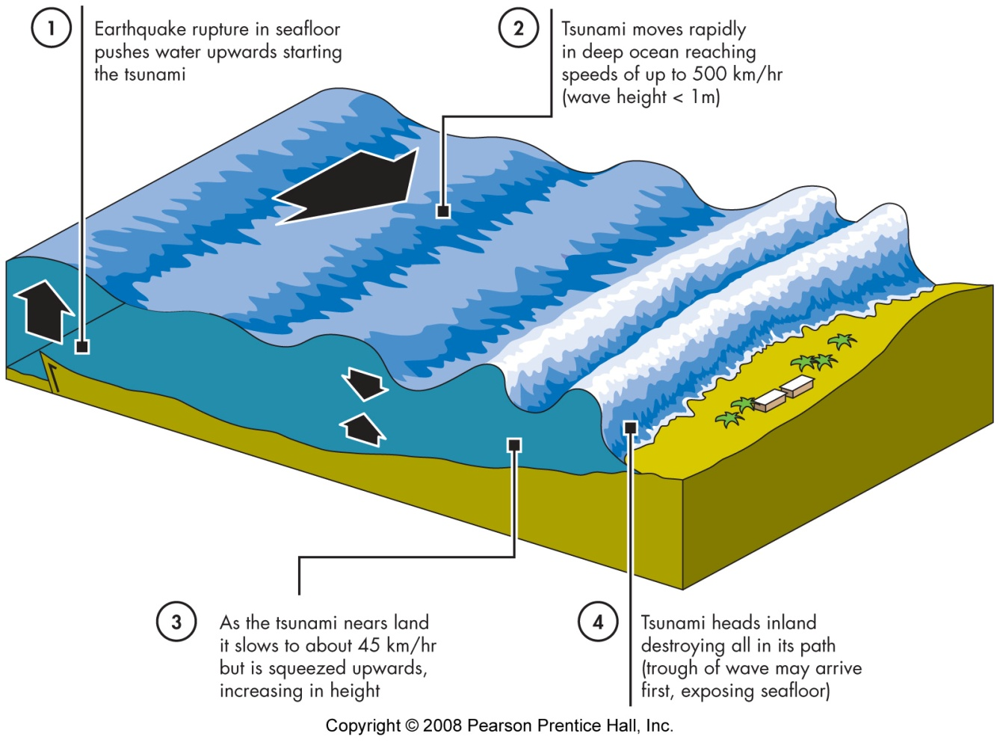 1
Earthquake rupture in seafloor
pushes water upwards starting
the tsunami
2
Tsunami moves rapidly
in deep ocean reaching
speeds of up to 500 km/hr
(wave height < 1m)
3
As the tsunami nears land
it slows to about 45 km/hr
but is squeezed upwards,
increasing in height
4
Tsunami heads inland
destroying all in its path
(trough of wave may arrive
first, exposing seafloor)
Copyright © 2008 Pearson Prentice Hall, Inc.